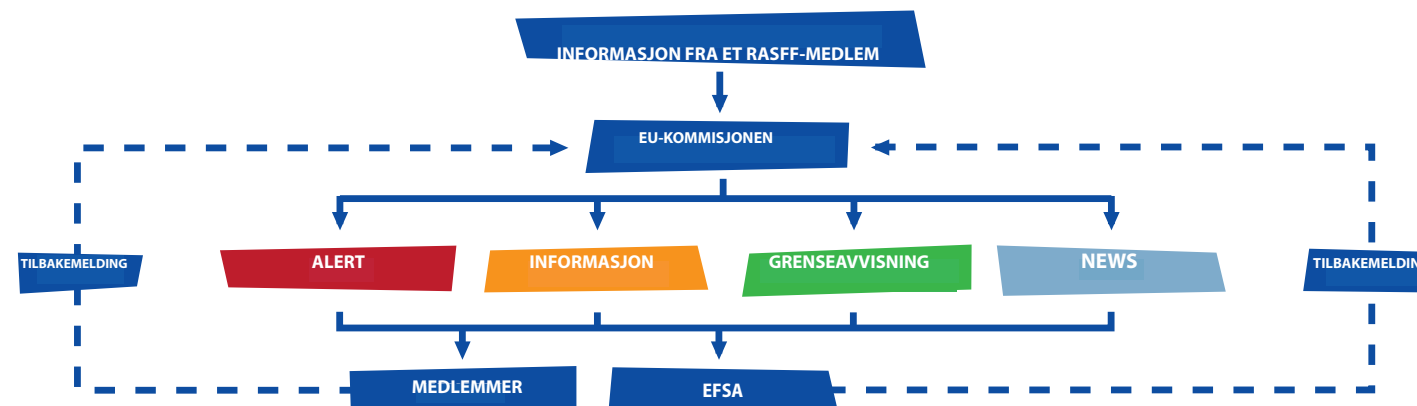 INFORMASJON FRA ET RASFF-MEDLEM
EU-KOMMISJONEN
TILBAKEMELDING
ALERT
INFORMASJON
GRENSEAVVISNING
NEWS
TILBAKEMELDIN
MEDLEMMER
EFSA